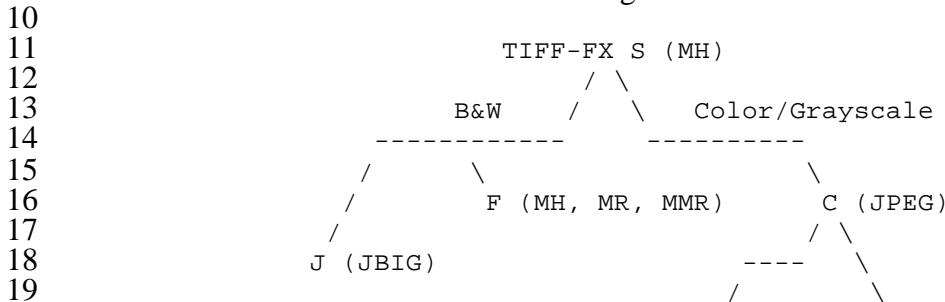 10
11 TIFF-FX S (MH)
12 / \
13 B&W / \ Color/Grayscale
14 ------------ ----------
15 / \ \
16 / F (MH, MR, MMR) C (JPEG)
17 / / \
18 J (JBIG) ---- \
19 / \